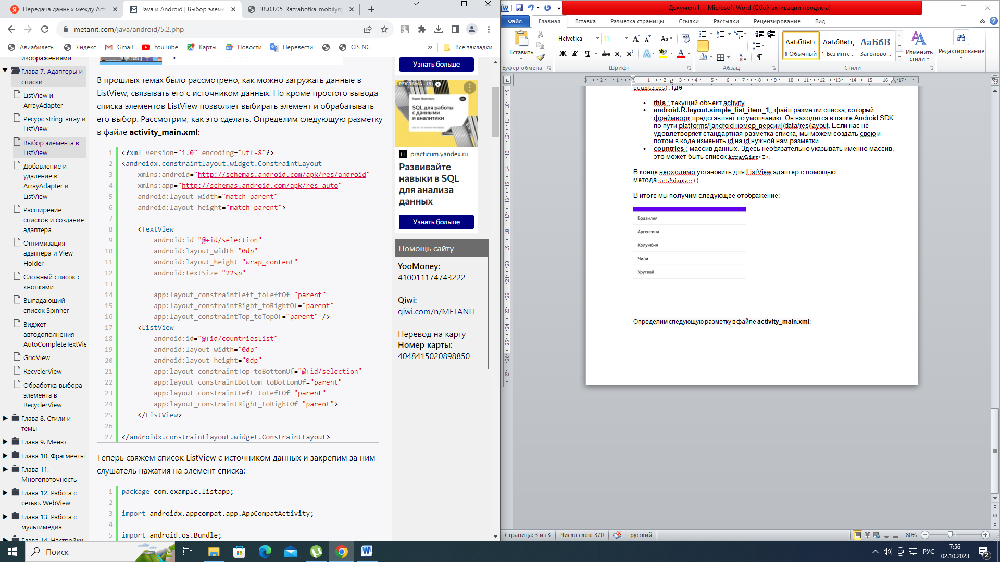 Передача данных между Act
Java и Android | Выбор элеме
38.03.05_Razrabotka_mobilyny
metanit.com/java/android/5.2.php
Авиабилеты
Яндекс
Gmail
YouTube
Карты
Новости
Перевести
CIS NG
»
Все закладки
изображениями
Глава 7. Адаптеры и
списки
ListView и
ArrayAdapter
Ресурс string-array и
ListView
Выбор элемента в
ListView
Добавление и
удаление в
ArrayAdapter и
ListView
Расширение
списков и создание
адаптера
Оптимизация
адаптера и View
Holder
Сложный список с
кнопками
Выпадающий
список Spinner
Виджет
автодополнения
AutoCompleteTextVie
GridView
RecyclerView
Обработка выбора
элемента в
RecyclerView
Глава 8. Стили и
темы
Глава 9. Меню
Глава 10. Фрагменты
Глава 11.
Многопоточность
Глава 12. Работа с
сетью. WebView
Глава 13. Работа с
мультимедиа
Глава 14. Настройки
В прошлых темах было рассмотрено, как можно загружать данные в
ListView, связывать его с источником данных. Но кроме простого вывода
списка элементов ListView позволяет выбирать элемент и обрабатывать
его выбор. Рассмотрим, как это сделать. Определим следующую разметку
в файле activity_main.xml:
1 <?xml version="1.0" encoding="utf-8"?>
2 <androidx.constraintlayout.widget.ConstraintLayout
3 xmlns:android="http://schemas.android.com/apk/res/android"
4 xmlns:app="http://schemas.android.com/apk/res-auto"
5 android:layout_width="match_parent"
6 android:layout_height="match_parent">
7
8 <TextView
9 android:id="@+id/selection"
10 android:layout_width="0dp"
11 android:layout_height="wrap_content"
12 android:textSize="22sp"
13
14 app:layout_constraintLeft_toLeftOf="parent"
15 app:layout_constraintRight_toRightOf="parent"
16 app:layout_constraintTop_toTopOf="parent" />
17 <ListView
18 android:id="@+id/countriesList"
19 android:layout_width="0dp"
20 android:layout_height="0dp"
21 app:layout_constraintTop_toBottomOf="@+id/selection"
22 app:layout_constraintBottom_toBottomOf="parent"
23 app:layout_constraintLeft_toLeftOf="parent"
24 app:layout_constraintRight_toRightOf="parent">
25 </ListView>
26
27 </androidx.constraintlayout.widget.ConstraintLayout>
Теперь свяжем список ListView с источником данных и закрепим за ним
слушатель нажатия на элемент списка:
1 package com.example.listapp;
2
3 import androidx.appcompat.app.AppCompatActivity;
4
5 import android.os.Bundle;
Узнать больше
РЕКЛАМА • 16+
Яндекс Практикум
SQL для работы
с данными
и аналитики
practicum.yandex.ru
Развивайте
навыки в SQL
для анализа
данных
Узнать больше
Помощь сайту
YooMoney:
410011174743222
Qiwi:
qiwi.com/n/METANIT
Перевод на карту
Номер карты:
4048415020898850
Документ1 - Microsoft Word (Сбой активации продукта)
Файл
Главная
Вставка
Разметка страницы
Ссылки
Рассылки
Рецензирование
Вид
Вставить
Буфер обмена
Helvetica
11
Ж К Ч abc x₂ x²
Шрифт
Абзац
АаБбВвГг,
¶ Обычный
АаБбВвГг,
¶ Без инте...
АаБбВ
Заголово...
Стили
Изменить
стили
Редактирование
countries), где
• this : текущий объект activity
• android.R.layout.simple_list_item_1 : файл разметки списка, который
фреймворк представляет по умолчанию. Он находится в папке Android SDK
по пути platforms/[android-номер_версии]/data/res/layout. Если нас не
удовлетворяет стандартная разметка списка, мы можем создать свою и
потом в коде изменить id на id нужной нам разметки
• countries : массив данных. Здесь необязательно указывать именно массив,
это может быть список ArrayList<T>.
В конце неоходимо установить для ListView адаптер с помощью
метода setAdapter().
В итоге мы получим следующее отображение:
Бразилия
Аргентина
Колумбия
Чили
Уругвай
Определим следующую разметку в файле activity_main.xml:
Страница: 3 из 3
Число слов: 370
русский
80%
Поиск
РУС
7:56
02.10.2023
2